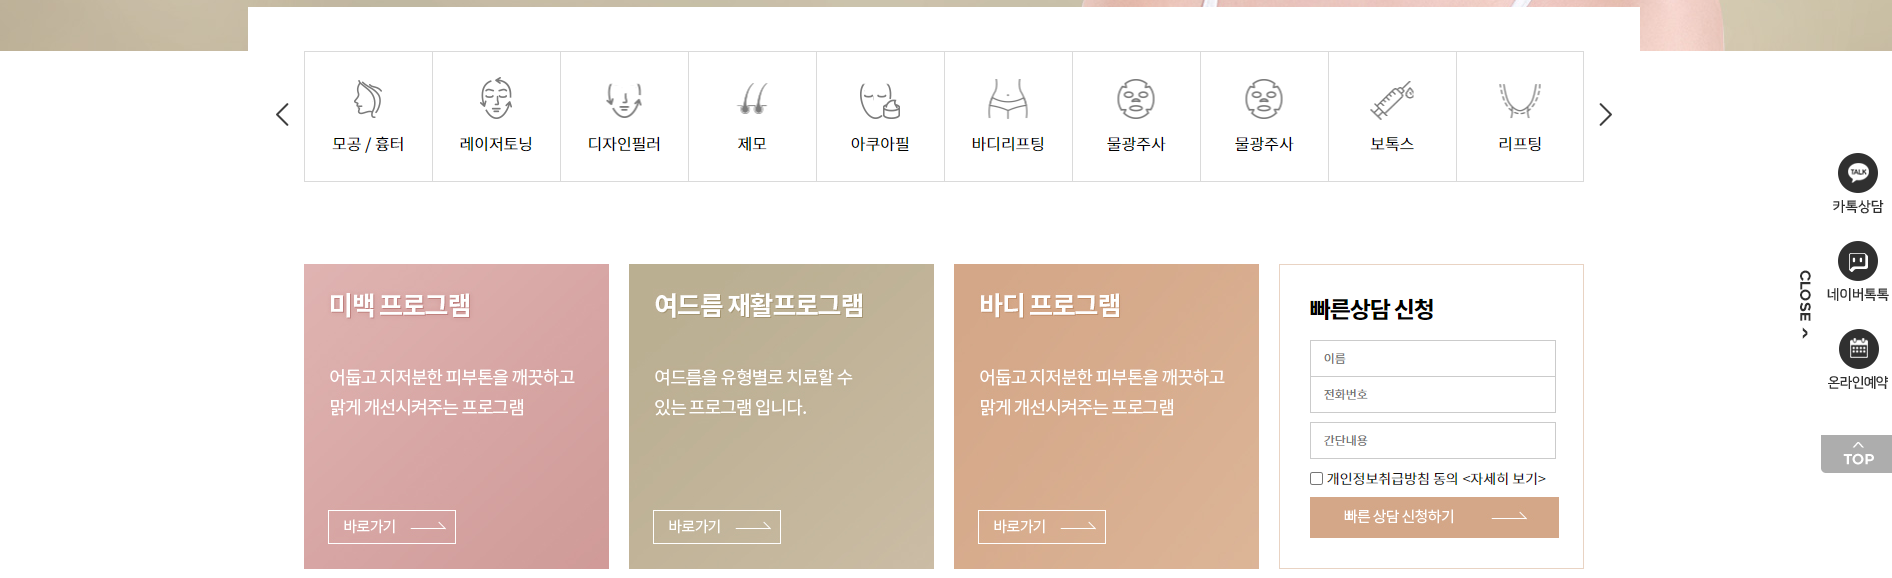 모공 / 흉터
레이저토닝
디자인필러
제모
아쿠아필
바디리프팅
물광주사
물광주사
보톡스
리프팅
TALK
카톡상담
네이버톡톡
온라인예약
CLOSE
TOP
미백 프로그램
어둡고 지저분한 피부톤을 깨끗하고
맑게 개선시켜주는 프로그램
바로가기
여드름 재활프로그램
여드름을 유형별로 치료할 수
있는 프로그램 입니다.
바로가기
바디 프로그램
어둡고 지저분한 피부톤을 깨끗하고
맑게 개선시켜주는 프로그램
바로가기
빠른상담 신청
이름
전화번호
간단내용
개인정보취급방침 동의 <자세히 보기>
빠른 상담 신청하기